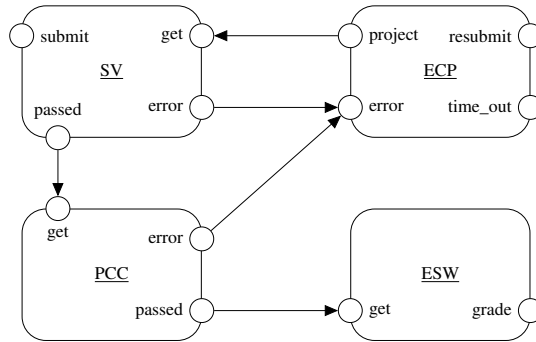 submit
get
SV
passed
error
project
resubmit
ECP
error
time_out
get
error
PCC
passed
ESW
get
grade